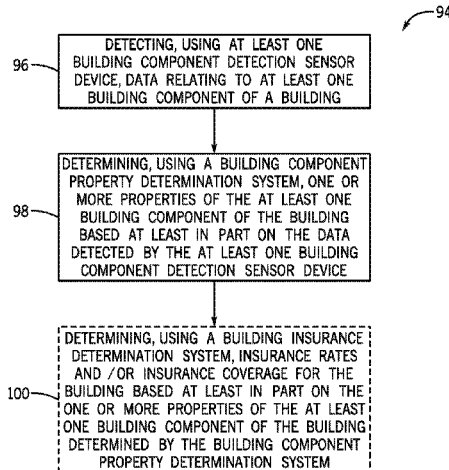 94
96
DETECTING, USING AT LEAST ONE
BUILDING COMPONENT DETECTION SENSOR
DEVICE, DATA RELATING TO AT LEAST ONE
BUILDING COMPONENT OF A BUILDING
98
DETERMINING, USING A BUILDING COMPONENT
PROPERTY DETERMINATION SYSTEM, ONE OR
MORE PROPERTIES OF THE AT LEAST ONE
BUILDING COMPONENT OF THE BUILDING
BASED AT LEAST IN PART ON THE DATA
DETECTED BY THE AT LEAST ONE BUILDING
COMPONENT DETECTION SENSOR DEVICE
100
DETERMINING, USING A BUILDING INSURANCE
DETERMINATION SYSTEM, INSURANCE RATES
AND /OR INSURANCE COVERAGE FOR THE
BUILDING BASED AT LEAST IN PART ON THE
ONE OR MORE PROPERTIES OF THE AT LEAST
ONE BUILDING COMPONENT OF THE BUILDING
DETERMINED BY THE BUILDING COMPONENT
PROPERTY DETERMINATION SYSTEM